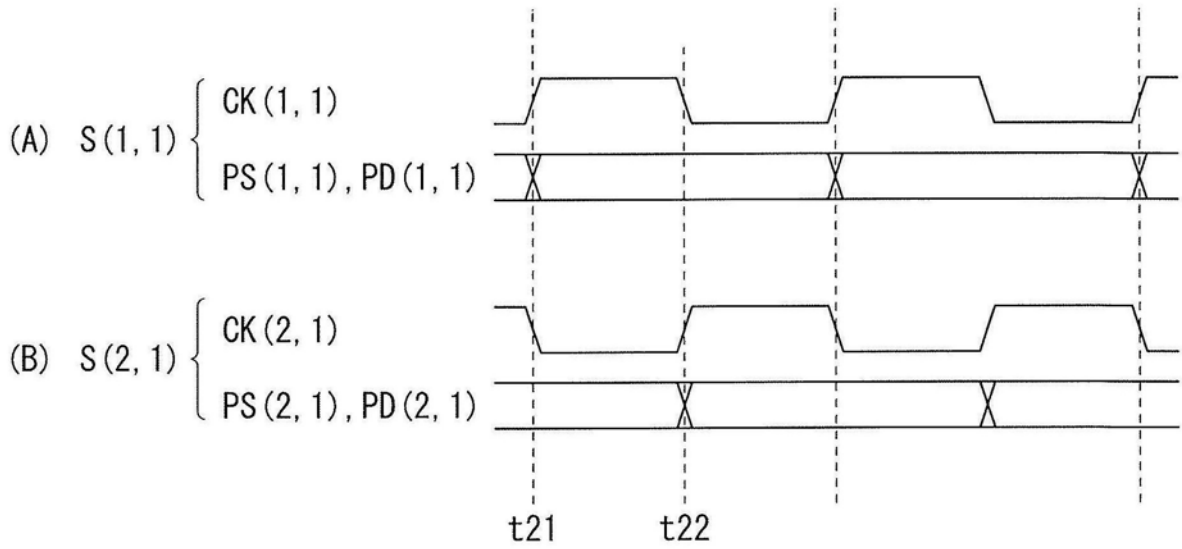 CK(1,1)
(A) S(1,1)
PS(1,1),PD(1,1)
CK(2,1)
(B) S(2,1)
PS(2,1),PD(2,1)
t21 t22